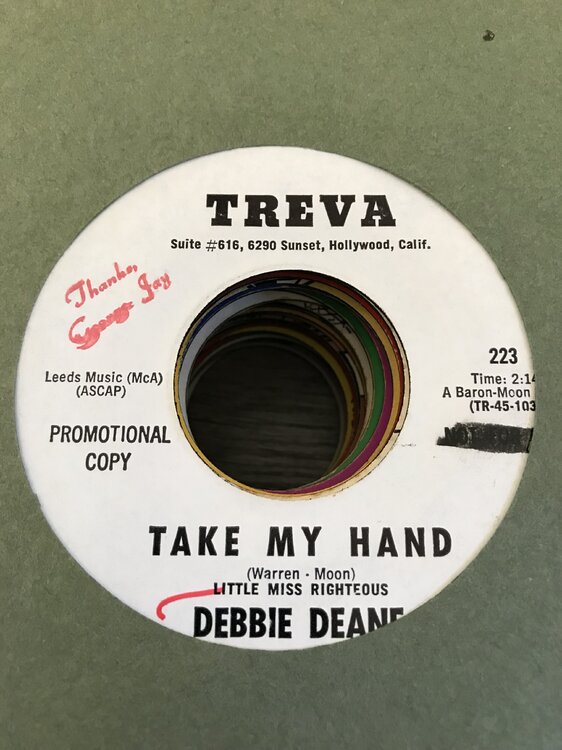 TREVA
Suite #616, 6290 Sunset, Hollywood, Calif.
Thanks,
George Jay
223
Leeds Music (McA)
(ASCAP)
Time: 2:14
A Baron-Moon
(TR-45-103
PROMOTIONAL
COPY
TAKE MY HAND
(Warren - Moon)
LITTLE MISS RIGHTEOUS
DEBBIE DEANE